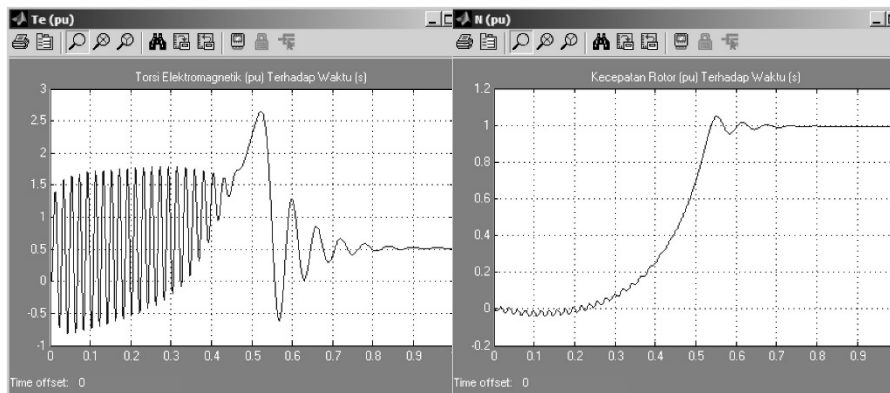 Te (pu)
Torsi Elektromagnetik (pu) Terhadap Waktu (s)
3
2.5
2
1.5
1
0.5
0
-0.5
-1
0 0.1 0.2 0.3 0.4 0.5 0.6 0.7 0.8 0.9
Time offset: 0
N (pu)
Kecepatan Rotor (pu) Terhadap Waktu (s)
1.2
1
0.8
0.6
0.4
0.2
0
-0.2
0 0.1 0.2 0.3 0.4 0.5 0.6 0.7 0.8 0.9
Time offset: 0